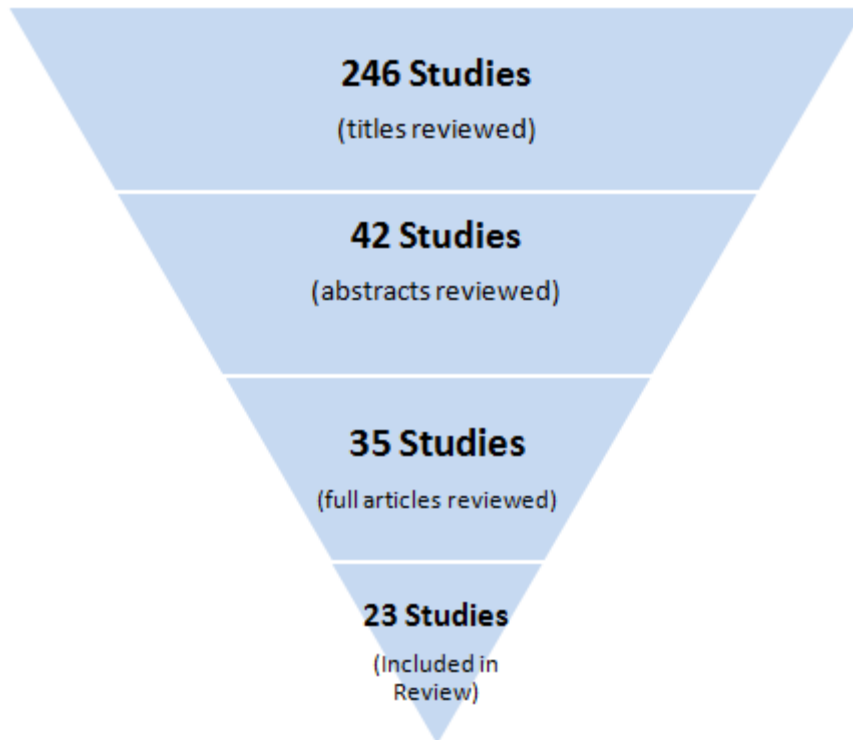 246 Studies
(titles reviewed)
42 Studies
(abstracts reviewed)
35 Studies
(full articles reviewed)
23 Studies
(Included in
Review)